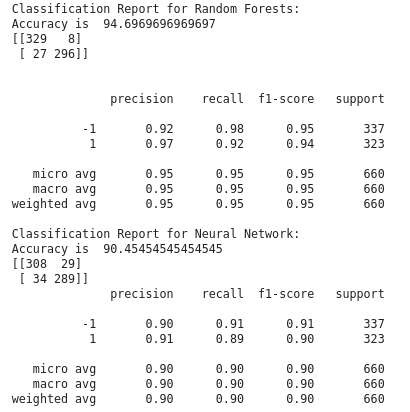 Classification Report for Random Forests:
Accuracy is  94.6969696969697
[[329   8]
 [ 27 296]]
              precision    recall  f1-score   support
          -1       0.92      0.98      0.95       337
           1       0.97      0.92      0.94       323
   micro avg       0.95      0.95      0.95       660
   macro avg       0.95      0.95      0.95       660
weighted avg       0.95      0.95      0.95       660
Classification Report for Neural Network:
Accuracy is  90.45454545454545
[[308  29]
 [ 34 289]]
              precision    recall  f1-score   support
          -1       0.90      0.91      0.91       337
           1       0.91      0.89      0.90       323
   micro avg       0.90      0.90      0.90       660
   macro avg       0.90      0.90      0.90       660
weighted avg       0.90      0.90      0.90       660